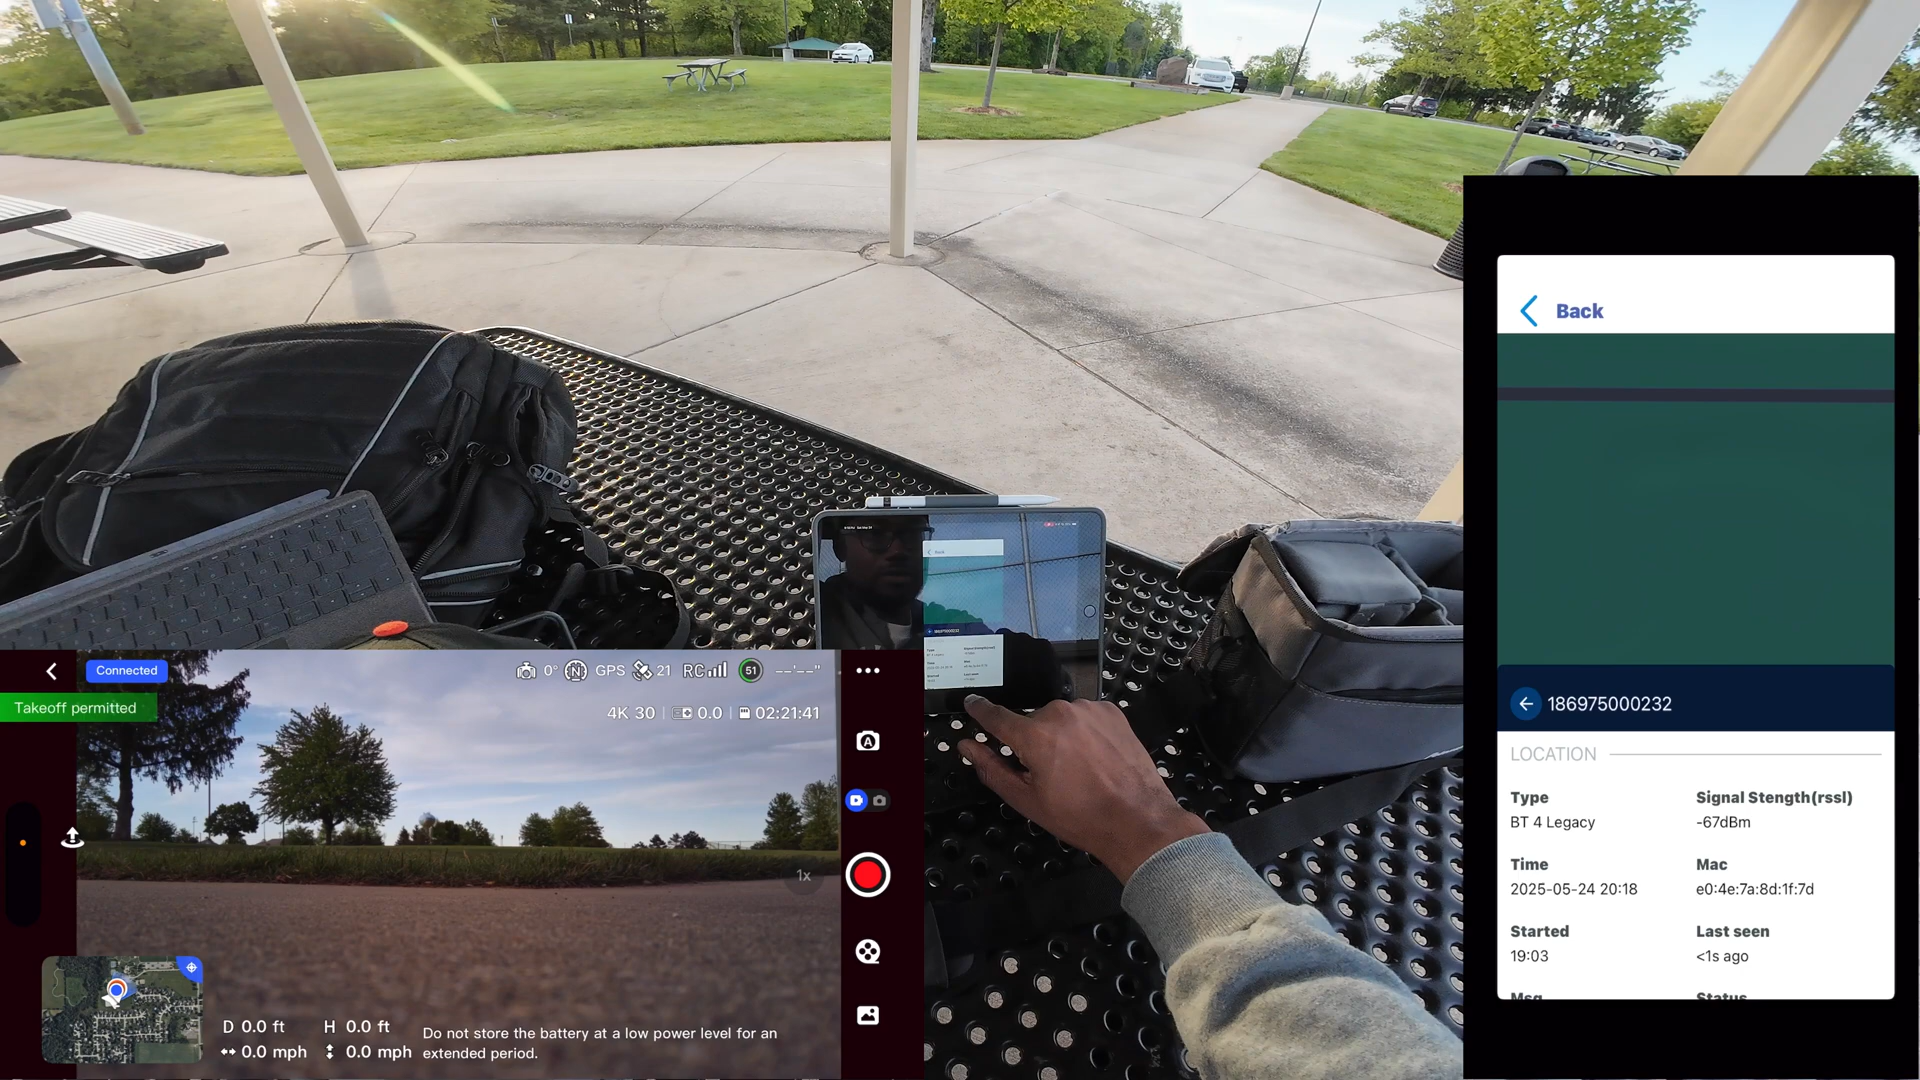 Connected
0°
N
GPS
21
RC
51
--'--"
Takeoff permitted
4K 30
0.0
02:21:41
A
1x
D 0.0 ft
H 0.0 ft
0.0 mph
0.0 mph
Do not store the battery at a low power level for an
extended period.
Back
186975000232
LOCATION
Type
Signal Stength(rssl)
BT 4 Legacy
-67dBm
Time
Mac
2025-05-24 20:18
e0:4e:7a:8d:1f:7d
Started
Last seen
19:03
<1s ago
Msg
Status